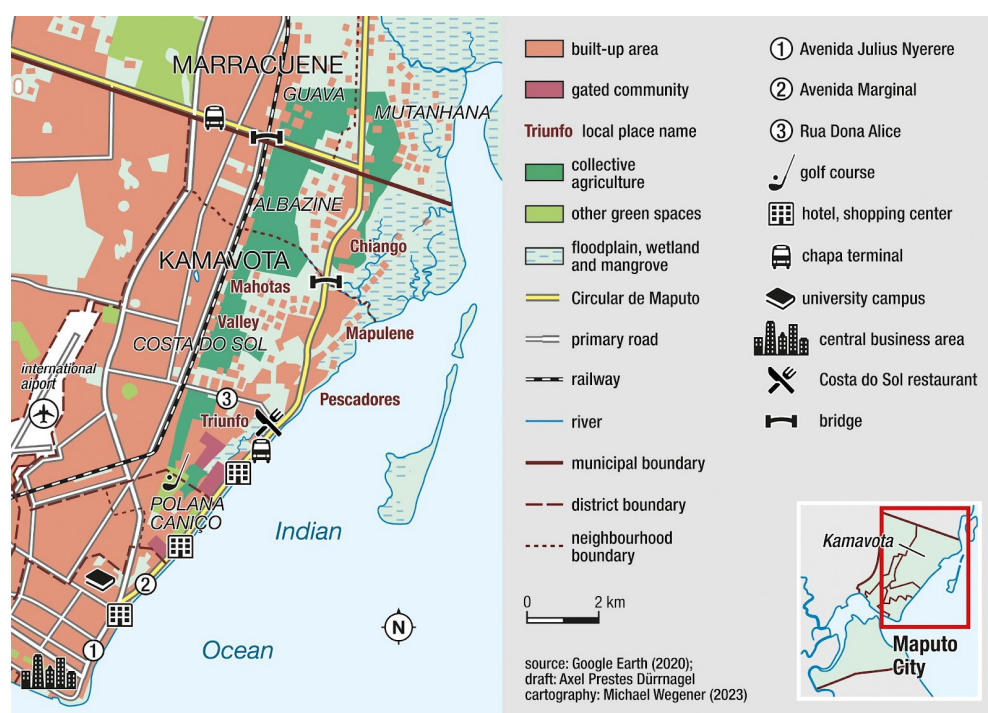 MARRACUENE
GUAVA
MUTANHANA
ALBAZINE
Chiango
KAMAVOTA
Mahotas
Valley
Mapulene
COSTA DO SOL
international
aiport
3
Pescadores
Triunfo
POLANA
CANIÇO
Indian
2
N
Ocean
1
built-up area
gated community
Triunfo local place name
collective
agriculture
other green spaces
floodplain, wetland
and mangrove
Circular de Maputo
primary road
railway
river
municipal boundary
district boundary
neighbourhood
boundary
0 2 km
source: Google Earth (2020);
draft: Axel Prestes Dürrnagel
cartography: Michael Wegener (2023)
1 Avenida Julius Nyerere
2 Avenida Marginal
3 Rua Dona Alice
golf course
hotel, shopping center
chapa terminal
university campus
central business area
Costa do Sol restaurant
bridge
Kamavota
Maputo
City